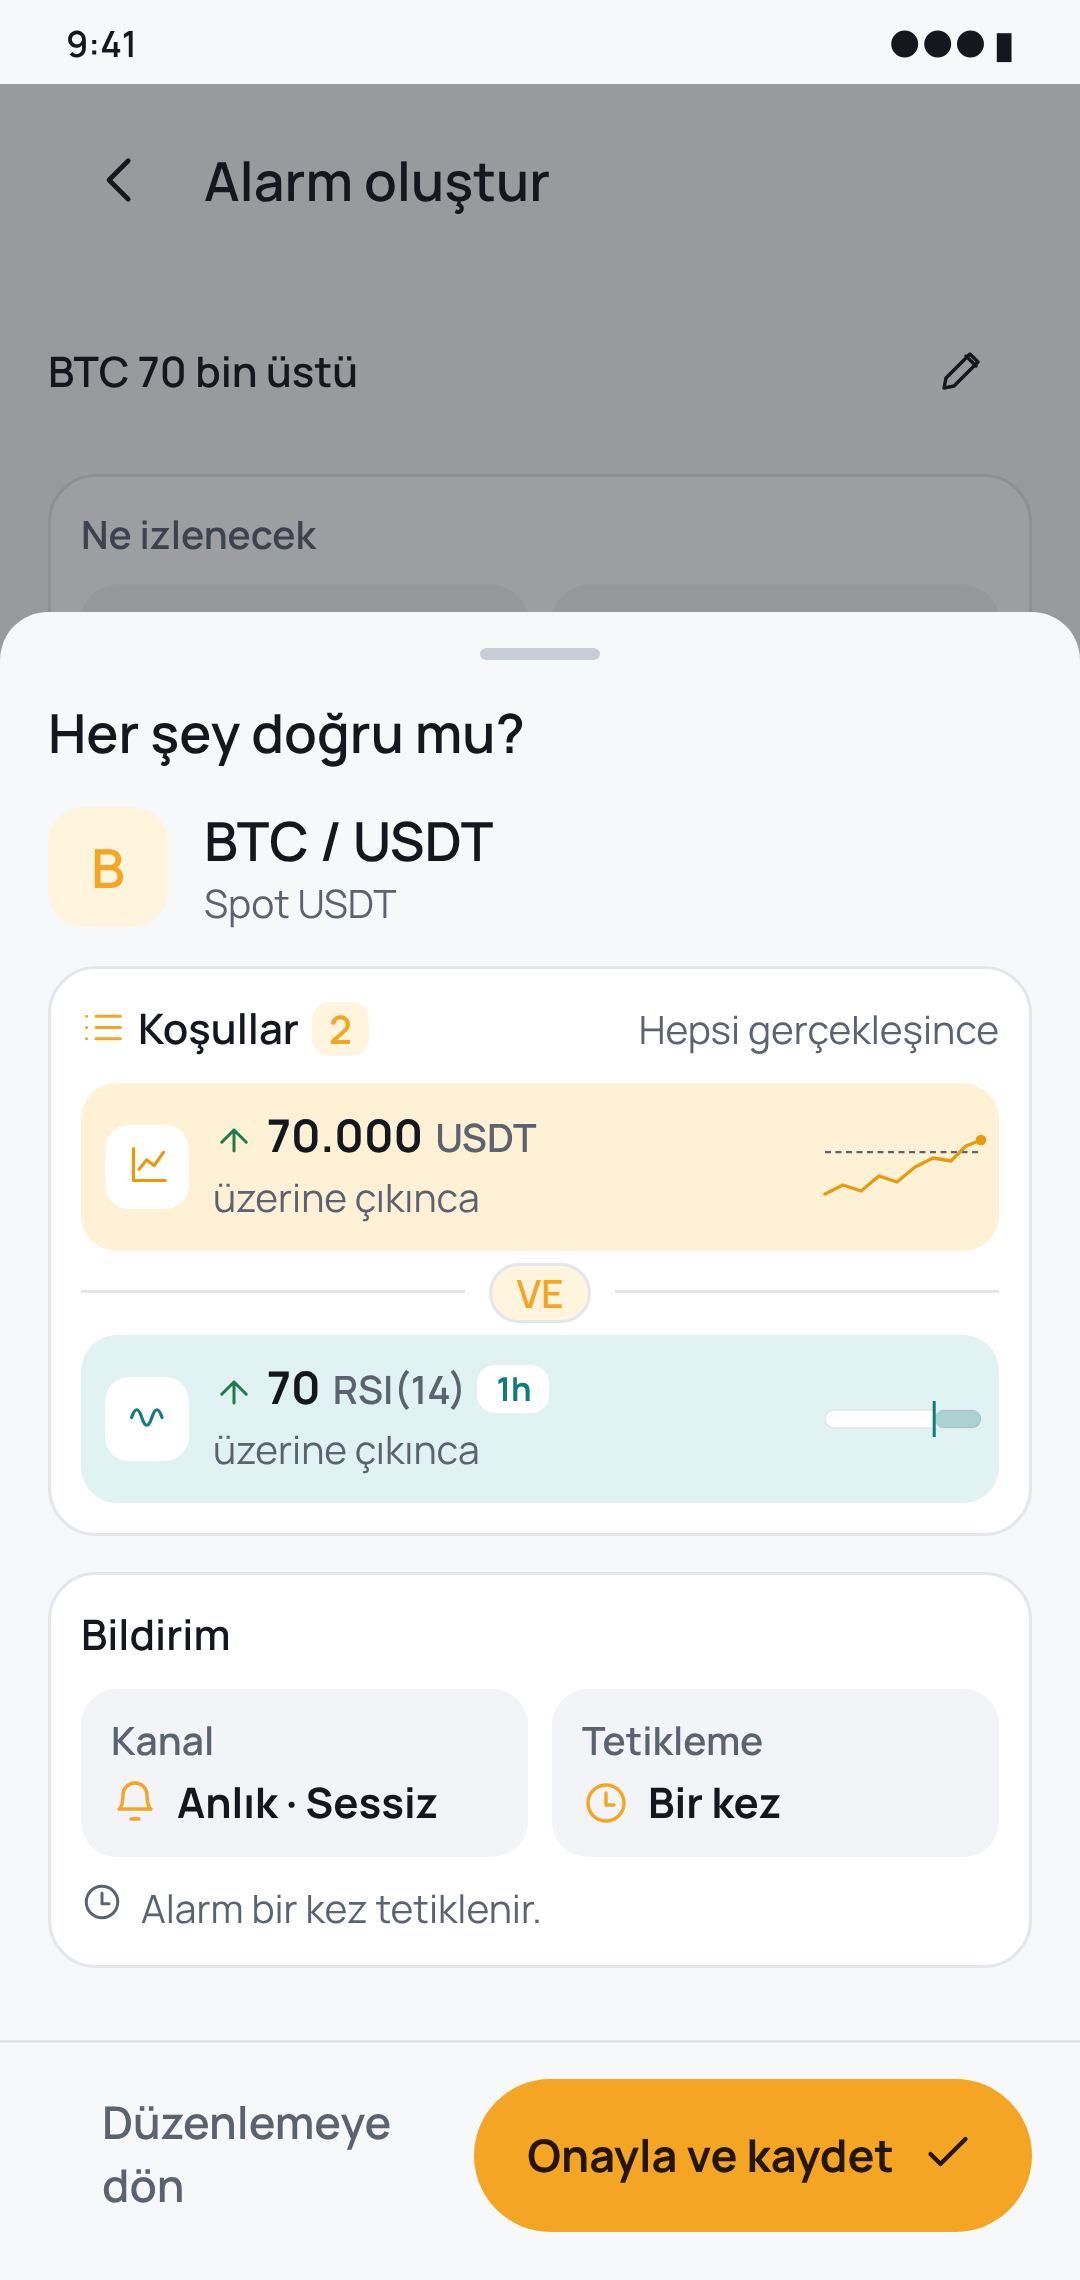 9:41
Alarm oluştur
BTC 70 bin üstü
Ne izlenecek
Her şey doğru mu?
B
BTC / USDT
Spot USDT
Koşullar 2
Hepsi gerçekleşince
70.000 USDT
üzerine çıkınca
VE
70 RSI(14) 1h
üzerine çıkınca
Bildirim
Kanal
Anlık · Sessiz
Tetikleme
Bir kez
Alarm bir kez tetiklenir.
Düzenlemeye
dön
Onayla ve kaydet